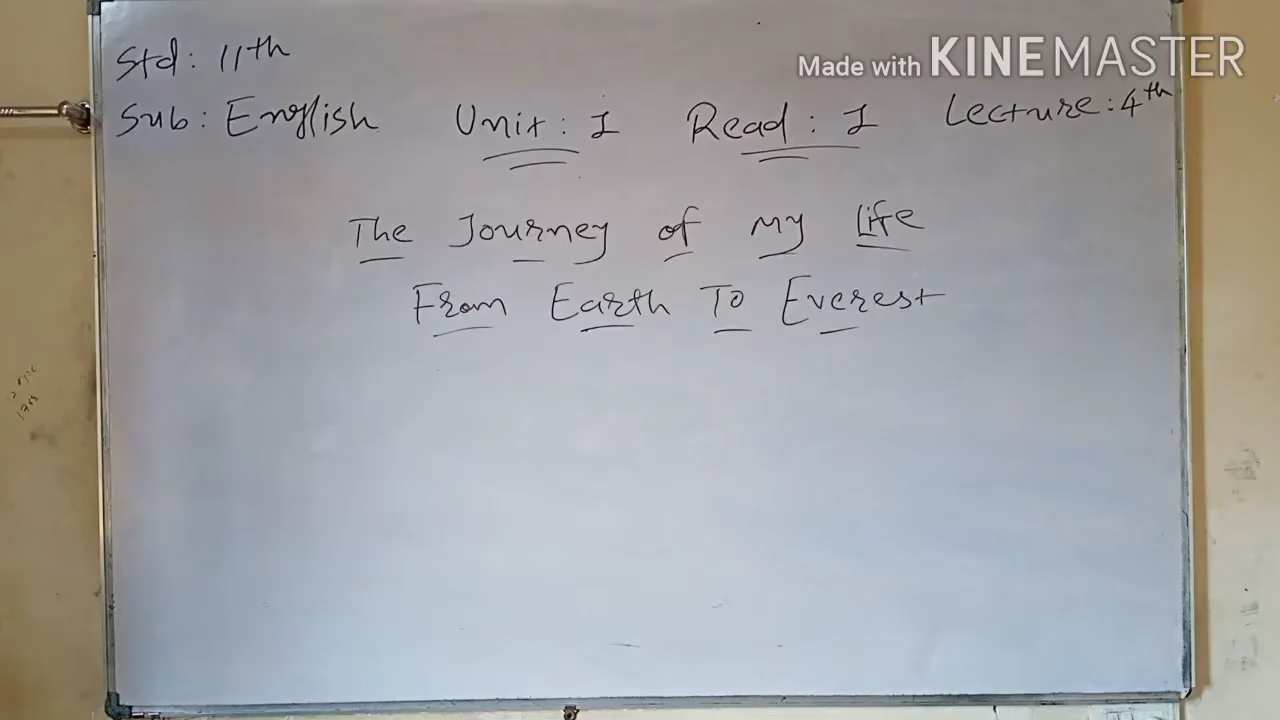 Std: 11th
Made with KINEMASTER
Sub: English Unit: I Read: I Lecture: 4th
The Journey of My Life
From Earth To Everest